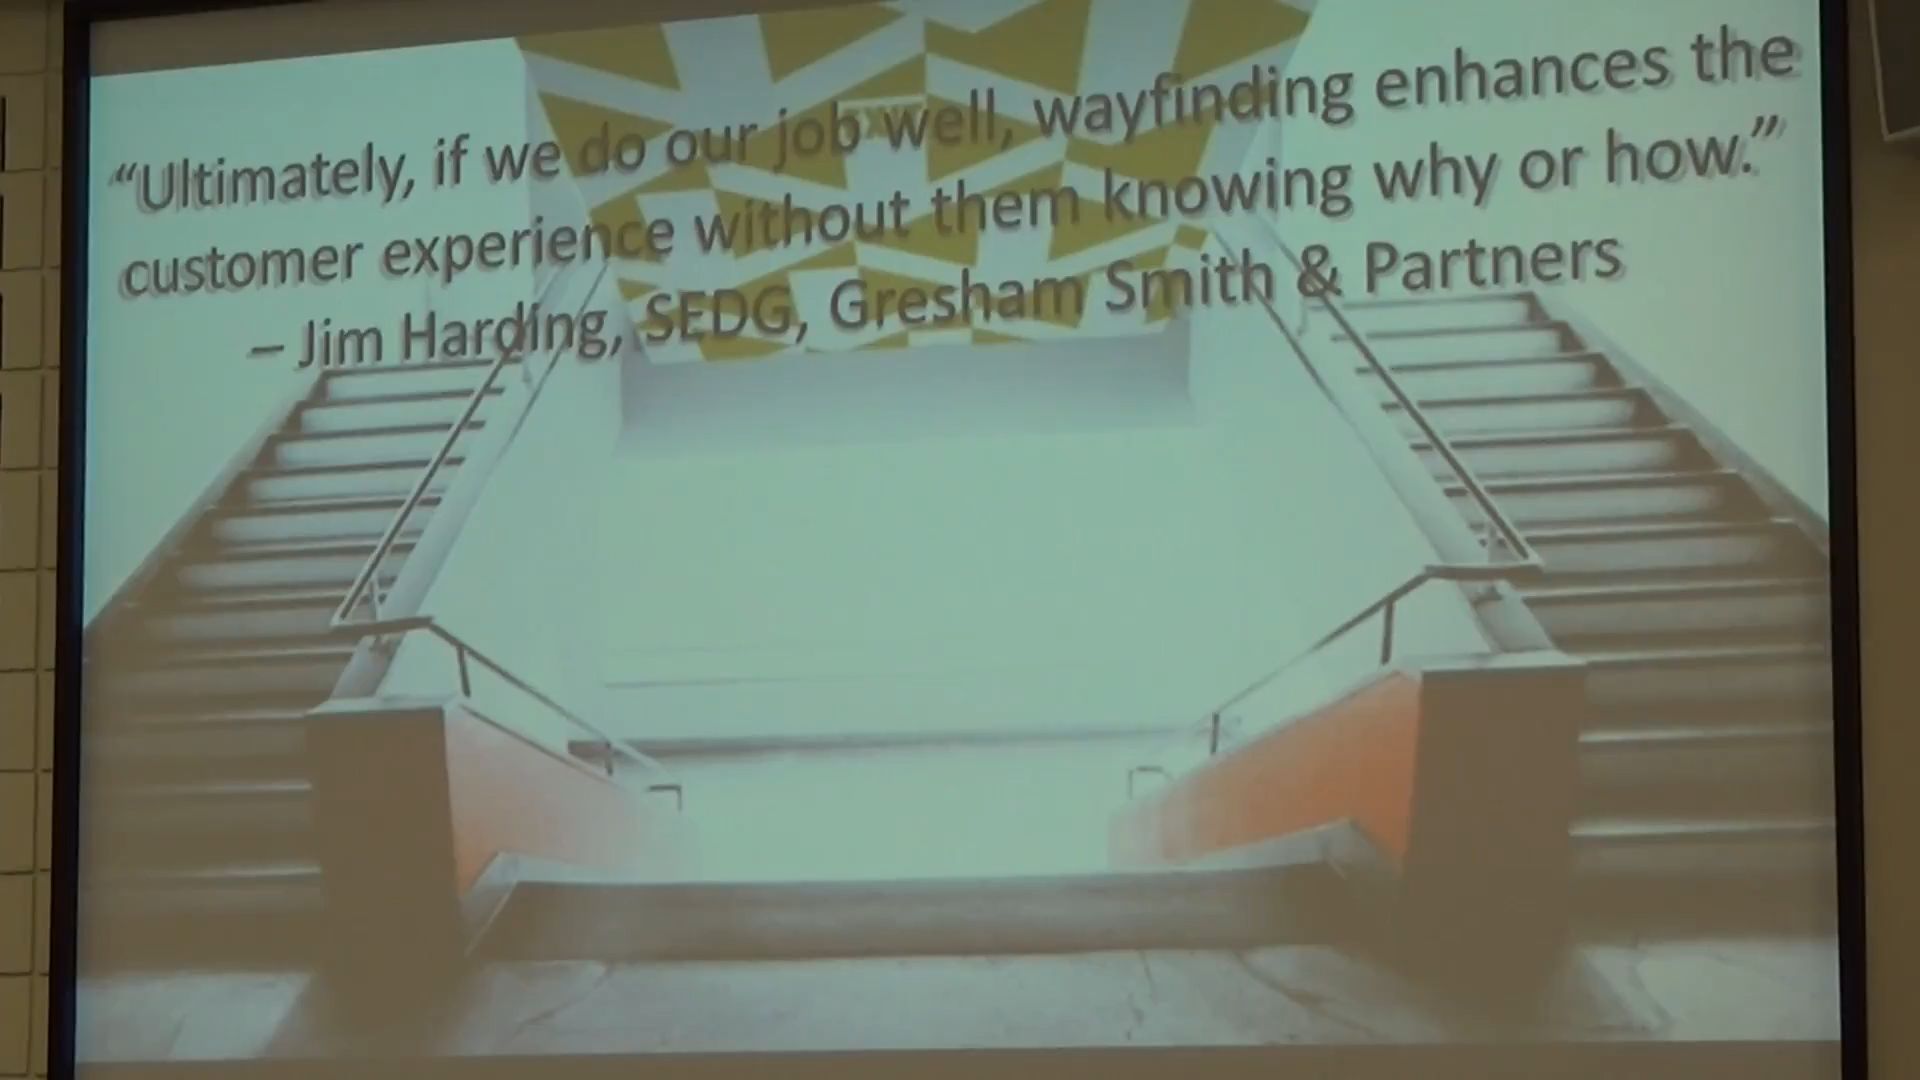 “Ultimately, if we do our job well, wayfinding enhances the
customer experience without them knowing why or how.”
– Jim Harding, SEDG, Gresham Smith & Partners